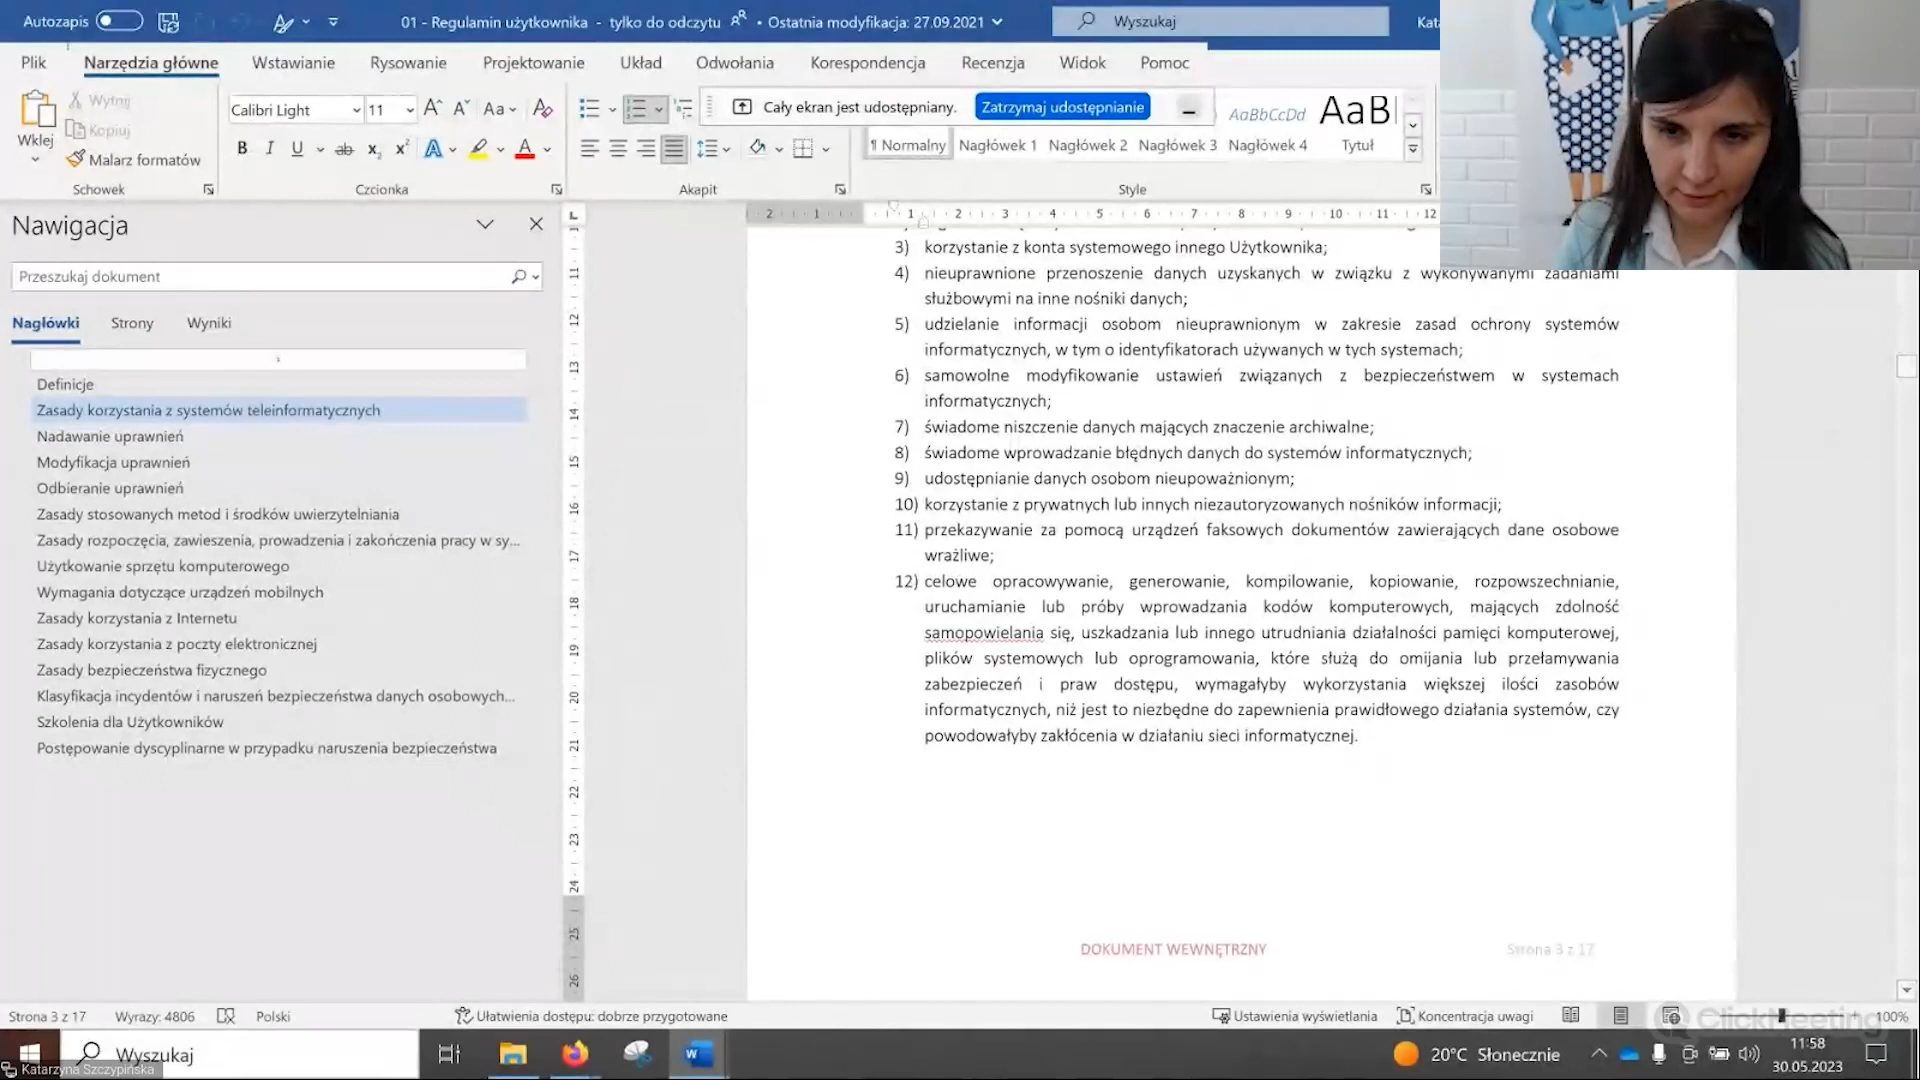 Autozapis
01 - Regulamin użytkownika - tylko do odczytu • Ostatnia modyfikacja: 27.09.2021
Wyszukaj
Plik Narzędzia główne Wstawianie Rysowanie Projektowanie Układ Odwołania Korespondencja Recenzja Widok Pomoc
Wklej
Wytnij
Kopiuj
Malarz formatów
Schowek
Calibri Light 11
Czcionka
Akapit
Cały ekran jest udostępniany. Zatrzymaj udostępnianie
AaBbCcDd AaB
¶ Normalny Nagłówek 1 Nagłówek 2 Nagłówek 3 Nagłówek 4 Tytuł
Style
Nawigacja
Przeszukaj dokument
Nagłówki Strony Wyniki
Definicje
Zasady korzystania z systemów teleinformatycznych
Nadawanie uprawnień
Modyfikacja uprawnień
Odbieranie uprawnień
Zasady stosowanych metod i środków uwierzytelniania
Zasady rozpoczęcia, zawieszenia, prowadzenia i zakończenia pracy w sy...
Użytkowanie sprzętu komputerowego
Wymagania dotyczące urządzeń mobilnych
Zasady korzystania z Internetu
Zasady korzystania z poczty elektronicznej
Zasady bezpieczeństwa fizycznego
Klasyfikacja incydentów i naruszeń bezpieczeństwa danych osobowych...
Szkolenia dla Użytkowników
Postępowanie dyscyplinarne w przypadku naruszenia bezpieczeństwa
3) korzystanie z konta systemowego innego Użytkownika;
4) nieuprawnione przenoszenie danych uzyskanych w związku z wykonywanymi zadaniami
służbowymi na inne nośniki danych;
5) udzielanie informacji osobom nieuprawnionym w zakresie zasad ochrony systemów
informatycznych, w tym o identyfikatorach używanych w tych systemach;
6) samowolne modyfikowanie ustawień związanych z bezpieczeństwem w systemach
informatycznych;
7) świadome niszczenie danych mających znaczenie archiwalne;
8) świadome wprowadzanie błędnych danych do systemów informatycznych;
9) udostępnianie danych osobom nieupoważnionym;
10) korzystanie z prywatnych lub innych niezautoryzowanych nośników informacji;
11) przekazywanie za pomocą urządzeń faksowych dokumentów zawierających dane osobowe
wrażliwe;
12) celowe opracowywanie, generowanie, kompilowanie, kopiowanie, rozpowszechnianie,
uruchamianie lub próby wprowadzania kodów komputerowych, mających zdolność
samopowielania się, uszkadzania lub innego utrudniania działalności pamięci komputerowej,
plików systemowych lub oprogramowania, które służą do omijania lub przełamywania
zabezpieczeń i praw dostępu, wymagałyby wykorzystania większej ilości zasobów
informatycznych, niż jest to niezbędne do zapewnienia prawidłowego działania systemów, czy
powodowałyby zakłócenia w działaniu sieci informatycznej.
DOKUMENT WEWNĘTRZNY
Strona 3 z 17
Strona 3 z 17 Wyrazy: 4806 Polski Ułatwienia dostępu: dobrze przygotowane Ustawienia wyświetlania Koncentracja uwagi 100%
ClickMeeting
Wyszukaj
20°C Słonecznie
11:58
30.05.2023
Katarzyna Szczypińska